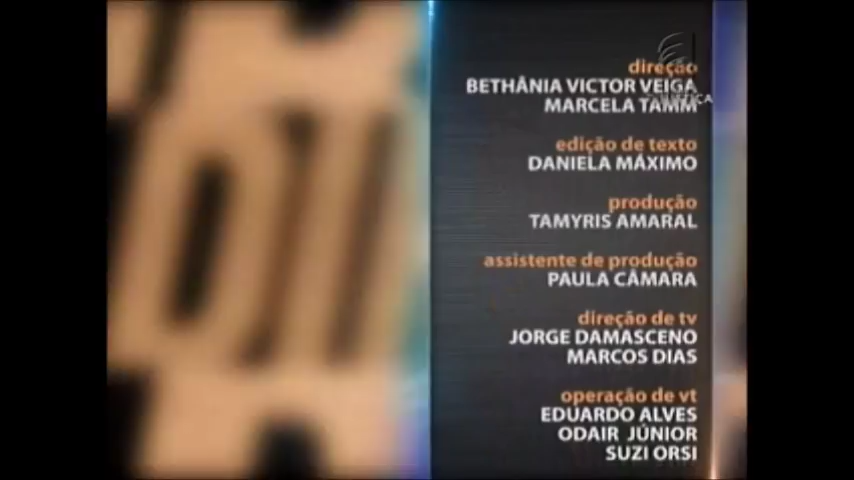 direção
BETHÂNIA VICTOR VEIGA
MARCELA TAMM
edição de texto
DANIELA MÁXIMO
produção
TAMYRIS AMARAL
assistente de produção
PAULA CÂMARA
direção de tv
JORGE DAMASCENO
MARCOS DIAS
operação de vt
EDUARDO ALVES
ODAIR JÚNIOR
SUZI ORSI